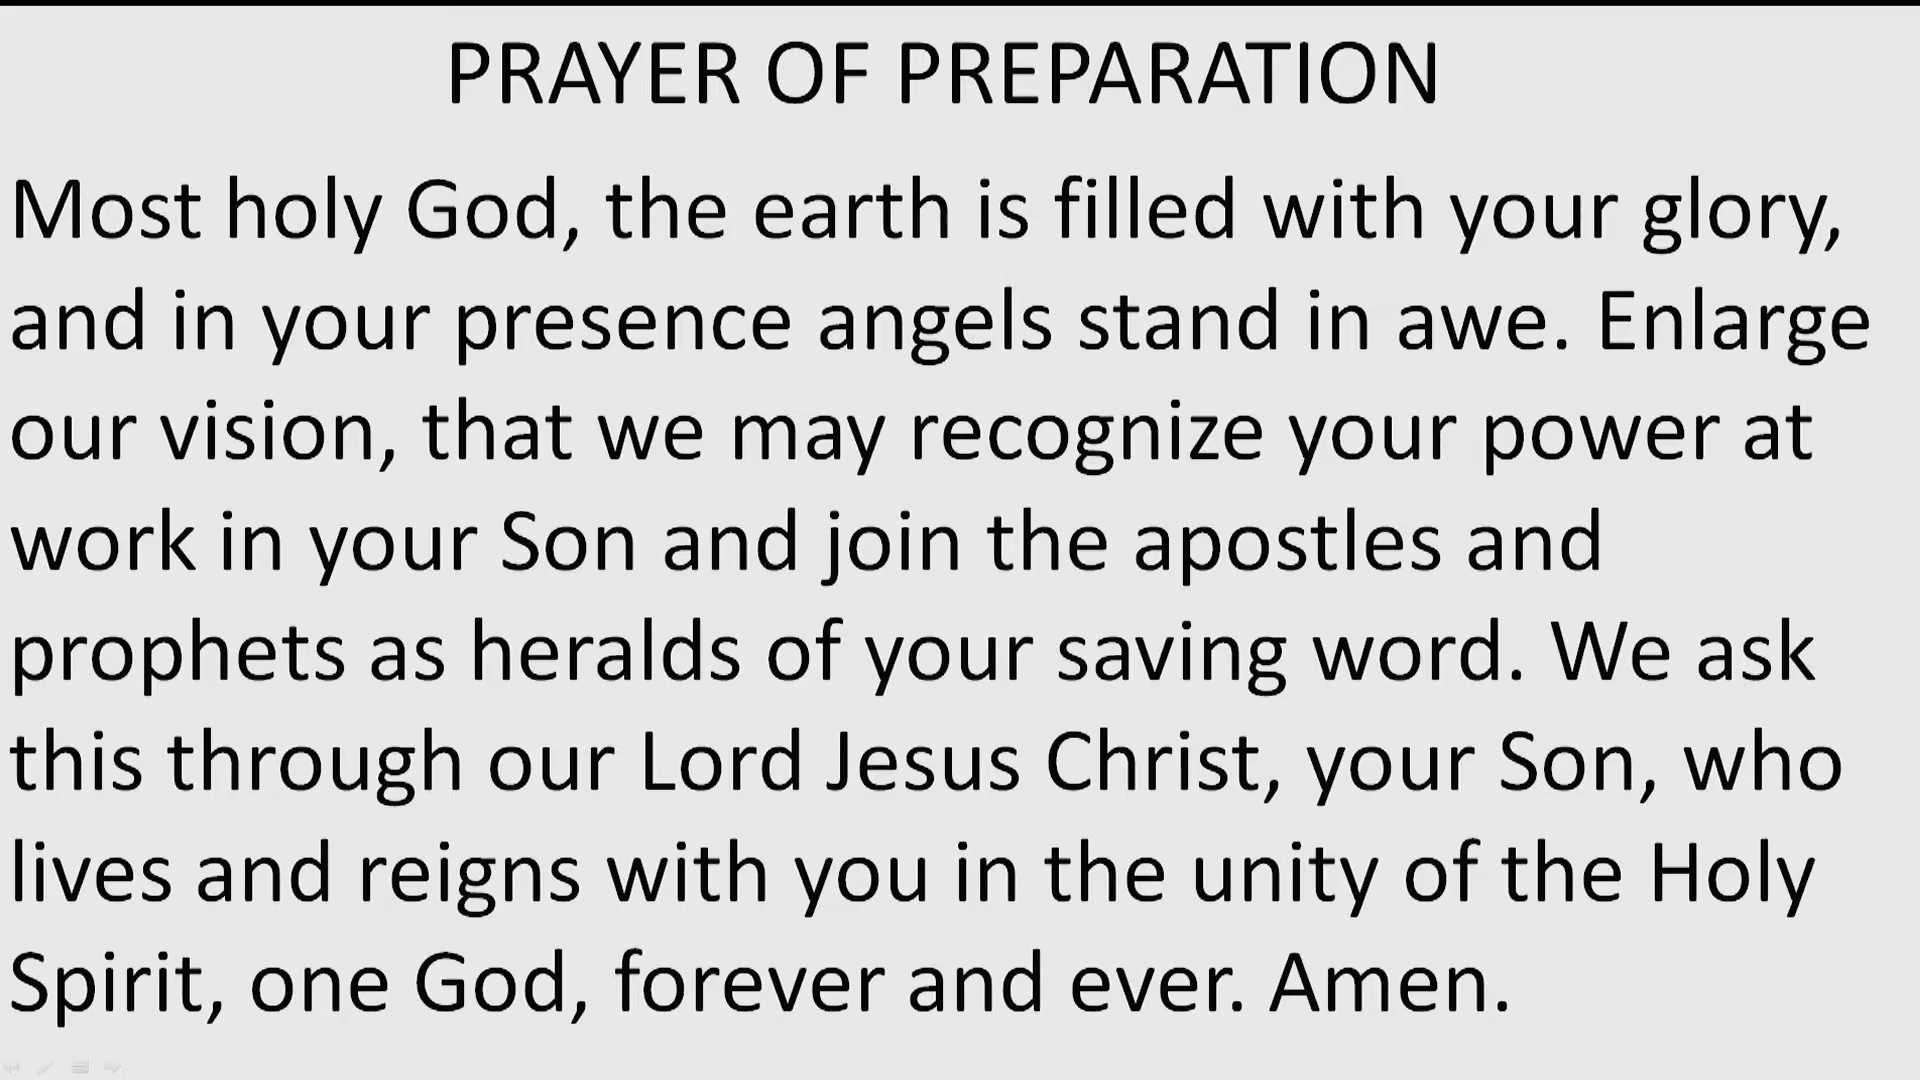 PRAYER OF PREPARATION
Most holy God, the earth is filled with your glory,
and in your presence angels stand in awe. Enlarge
our vision, that we may recognize your power at
work in your Son and join the apostles and
prophets as heralds of your saving word. We ask
this through our Lord Jesus Christ, your Son, who
lives and reigns with you in the unity of the Holy
Spirit, one God, forever and ever. Amen.